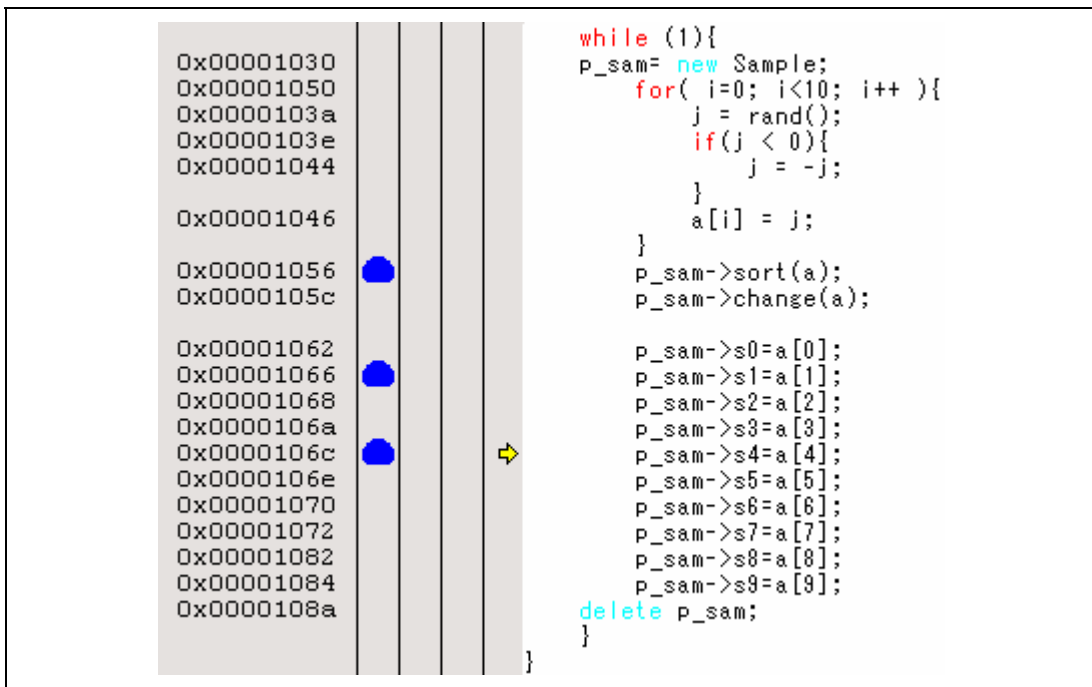 while (1){
0x00001030 p_sam= new Sample;
0x00001050 for( i=0; i<10; i++ ){
0x0000103a j = rand();
0x0000103e if(j < 0){
0x00001044 j = -j;
}
0x00001046 a[i] = j;
}
0x00001056 p_sam->sort(a);
0x0000105c p_sam->change(a);
0x00001062 p_sam->s0=a[0];
0x00001066 p_sam->s1=a[1];
0x00001068 p_sam->s2=a[2];
0x0000106a p_sam->s3=a[3];
0x0000106c p_sam->s4=a[4];
0x0000106e p_sam->s5=a[5];
0x00001070 p_sam->s6=a[6];
0x00001072 p_sam->s7=a[7];
0x00001082 p_sam->s8=a[8];
0x00001084 p_sam->s9=a[9];
0x0000108a delete p_sam;
}
}